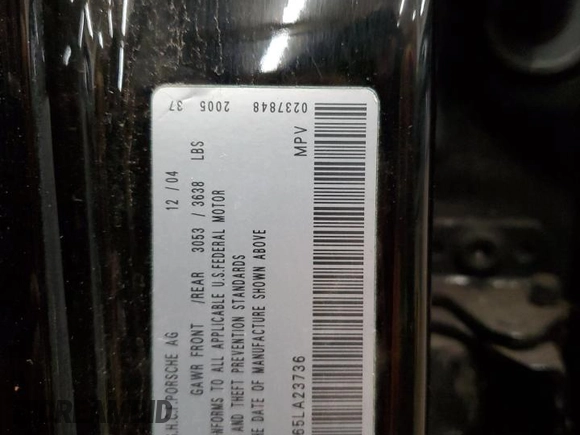 .H.C.F.PORSCHE AG 12 / 04 0237848 2005 37
GAWR FRONT /REAR 3053 / 3638 LBS
NFORMS TO ALL APPLICABLE U.S.FEDERAL MOTOR
AND THEFT PREVENTION STANDARDS
E DATE OF MANUFACTURE SHOWN ABOVE
65LA23736 MPV